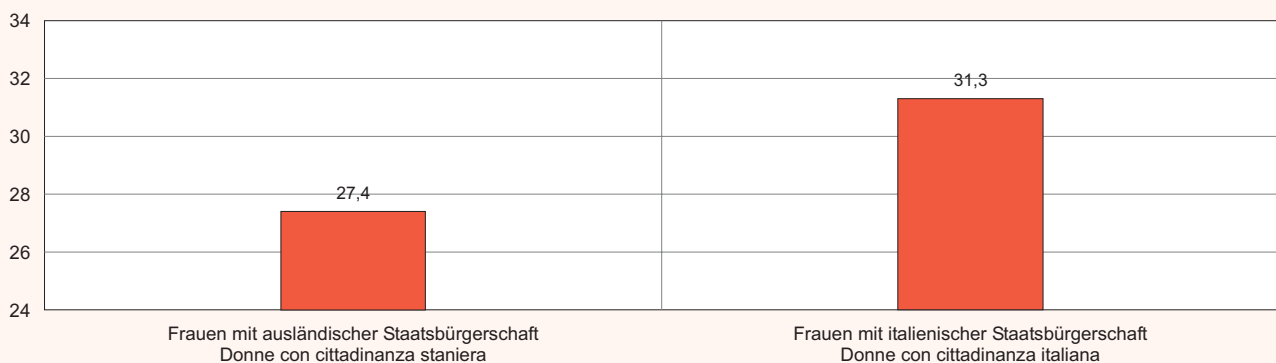 34
32
30
28
26
24
27,4
31,3
Frauen mit ausländischer Staatsbürgerschaft
Donne con cittadinanza staniera
Frauen mit italienischer Staatsbürgerschaft
Donne con cittadinanza italiana